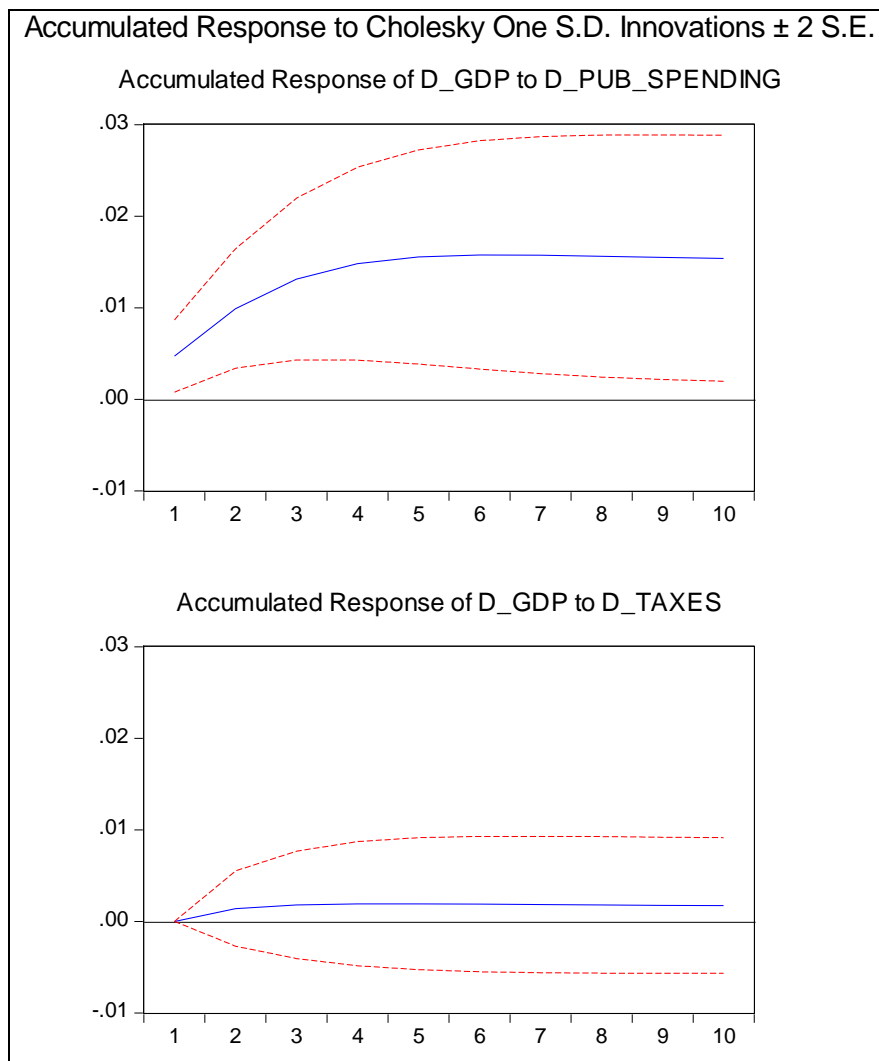 Accumulated Response to Cholesky One S.D. Innovations ± 2 S.E.
Accumulated Response of D_GDP to D_PUB_SPENDING
.03
.02
.01
.00
-.01
1 2 3 4 5 6 7 8 9 10
Accumulated Response of D_GDP to D_TAXES
.03
.02
.01
.00
-.01
1 2 3 4 5 6 7 8 9 10